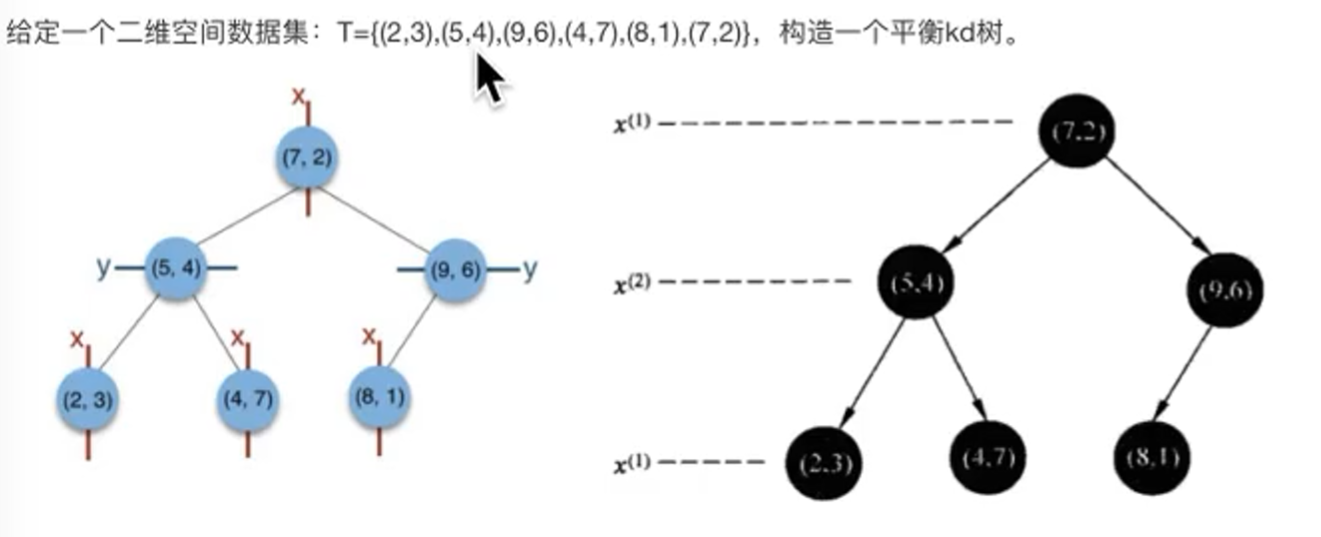 给定一个二维空间数据集：T={(2,3),(5,4),(9,6),(4,7),(8,1),(7,2)}，构造一个平衡kd树。
x
(7, 2)
y (5, 4) (9, 6) y
x x x
(2, 3) (4, 7) (8, 1)
x(1) (7,2)
x(2) (5,4) (9,6)
x(1) (2,3) (4,7) (8,1)